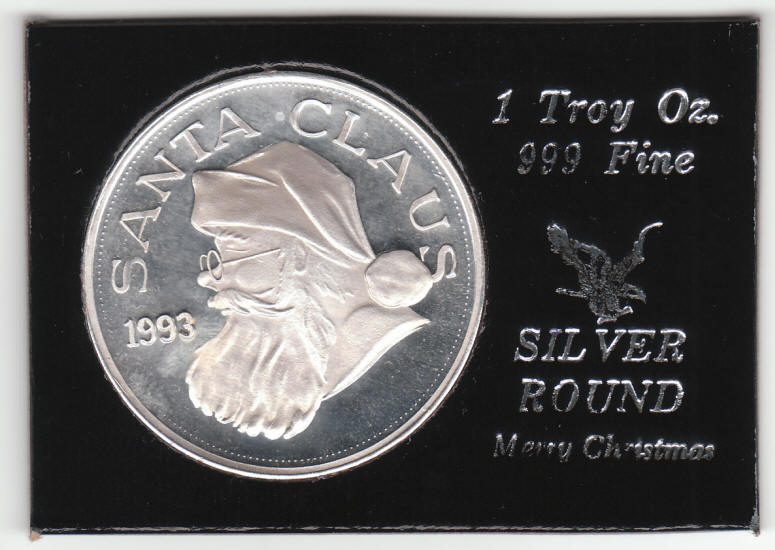 SANTA CLAUS
1993
1 Troy Oz.
999 Fine
SILVER
ROUND
Merry Christmas